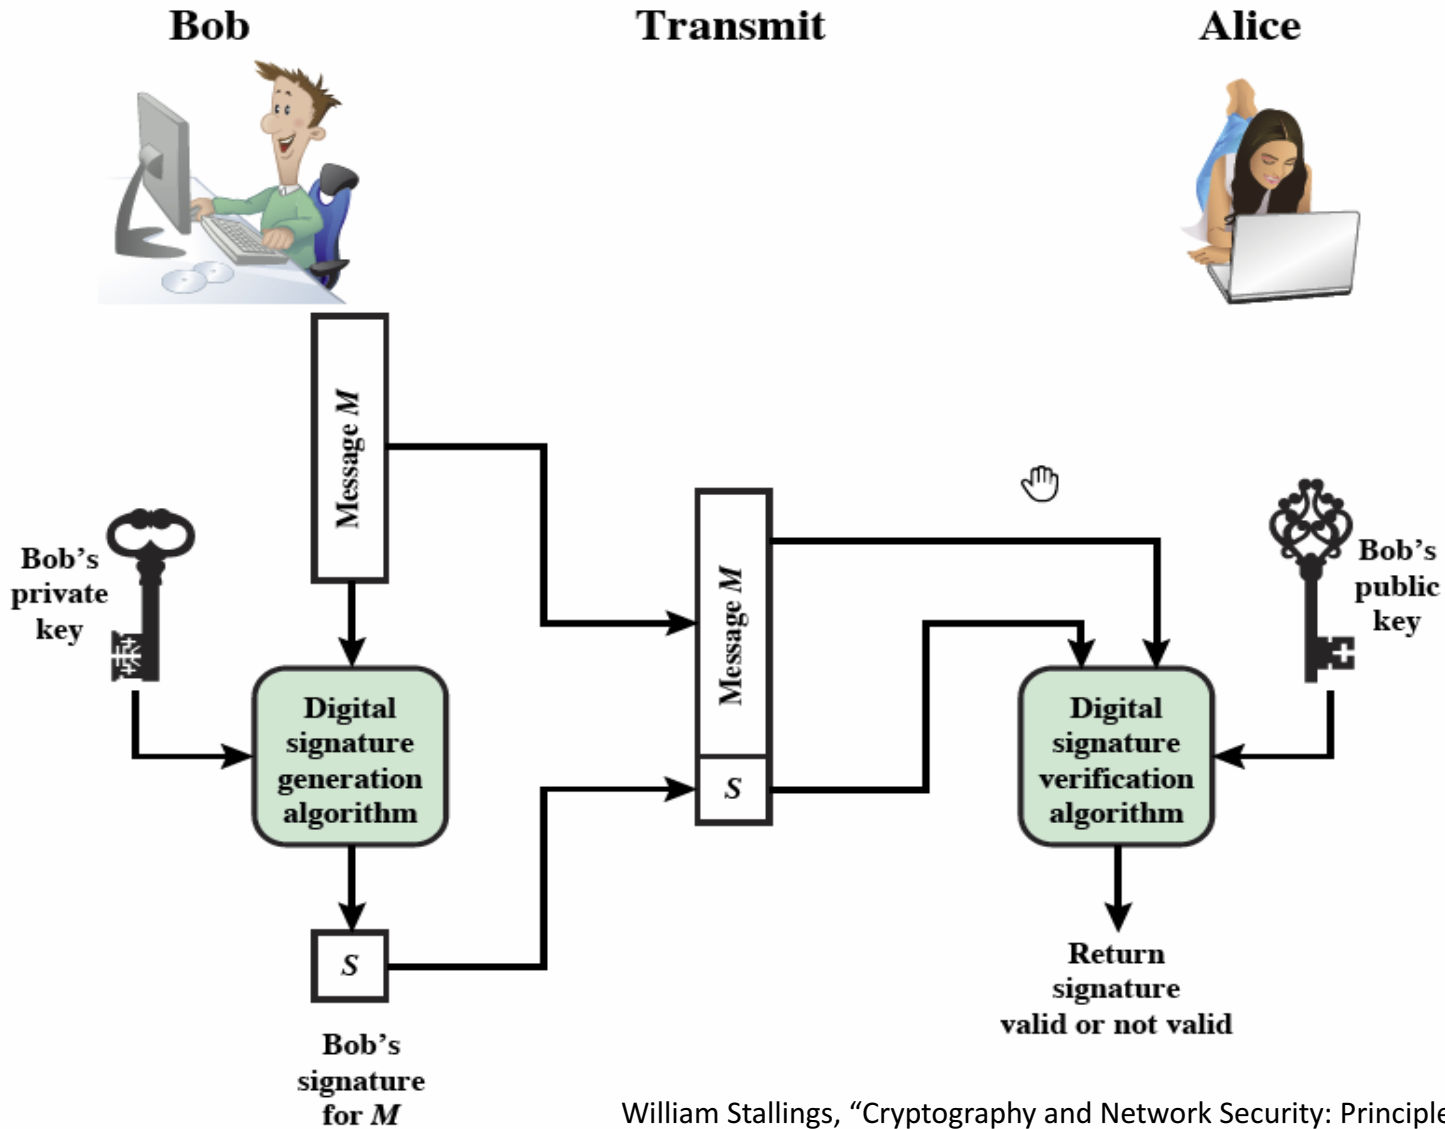 Bob
Transmit
Alice
Message M
Bob's
private
key
Message M
Bob's
public
key
Digital
signature
generation
algorithm
S
Digital
signature
verification
algorithm
S
Return
signature
valid or not valid
Bob's
signature
for M
William Stallings, “Cryptography and Network Security: Principle